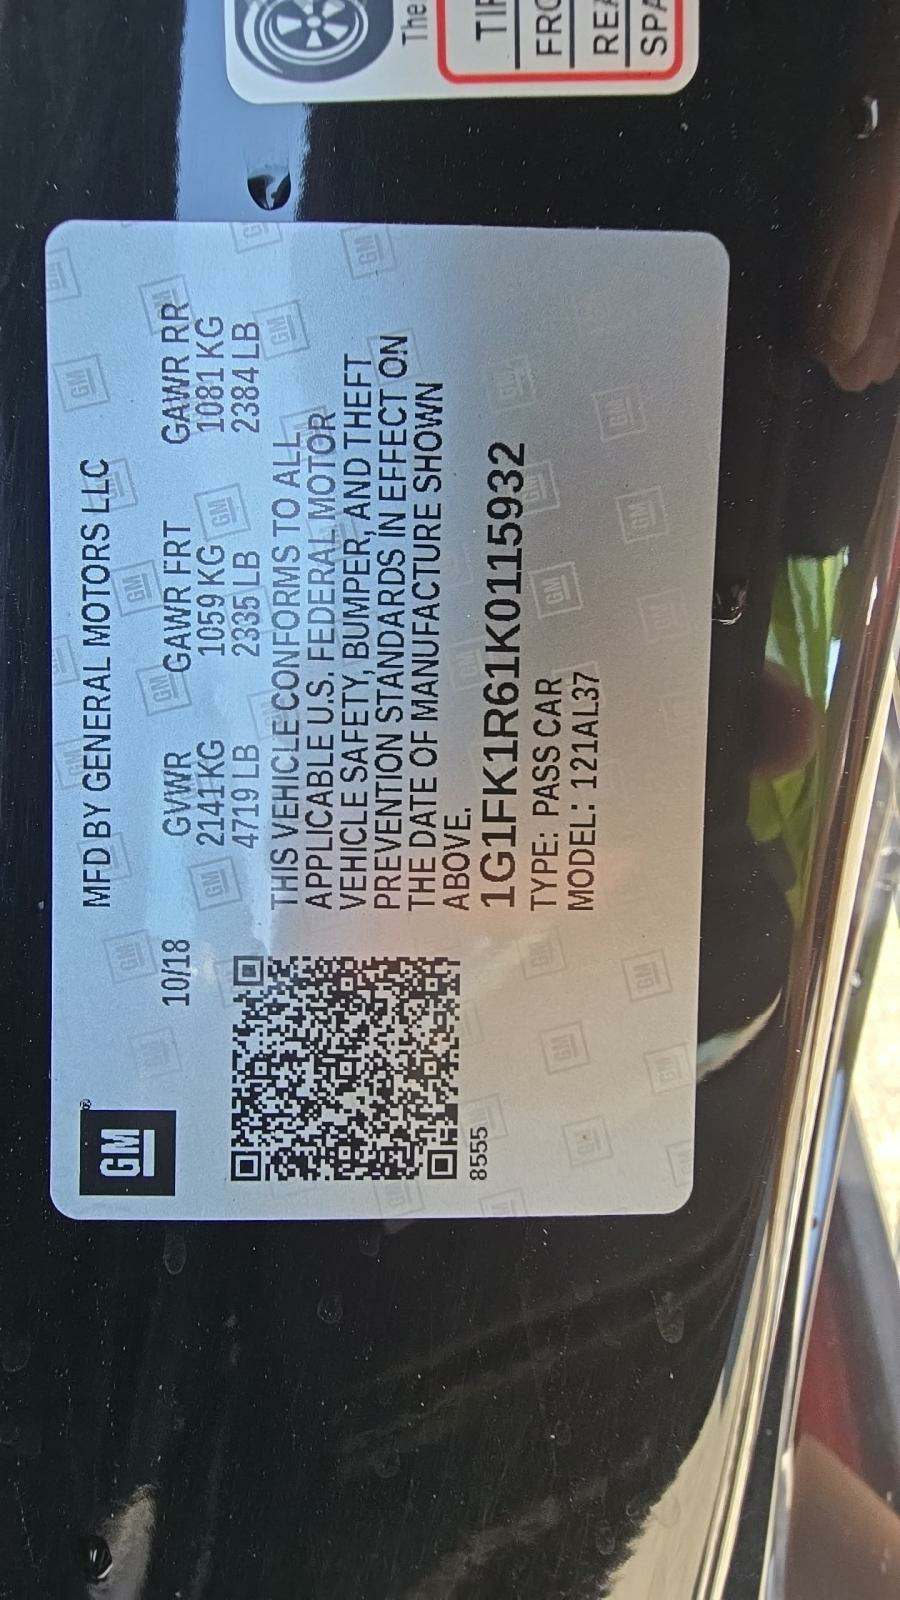 GM
MFD BY GENERAL MOTORS LLC
10/18
GVWR GAWR FRT GAWR RR
2141 KG 1059 KG 1081 KG
4719 LB 2335 LB 2384 LB
THIS VEHICLE CONFORMS TO ALL
APPLICABLE U.S. FEDERAL MOTOR
VEHICLE SAFETY, BUMPER, AND THEFT
PREVENTION STANDARDS IN EFFECT ON
THE DATE OF MANUFACTURE SHOWN
ABOVE.
1G1FK1R61K0115932
TYPE: PASS CAR
MODEL: 121AL37
8555
The